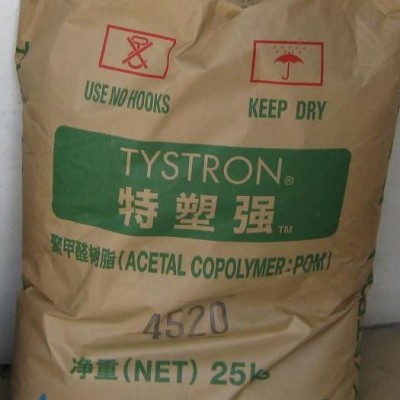 USE NO HOOKS
KEEP DRY
TYSTRON®
特塑强™
聚甲醛树脂(ACETAL COPOLYMER:POM)
4520
净重(NET) 25k